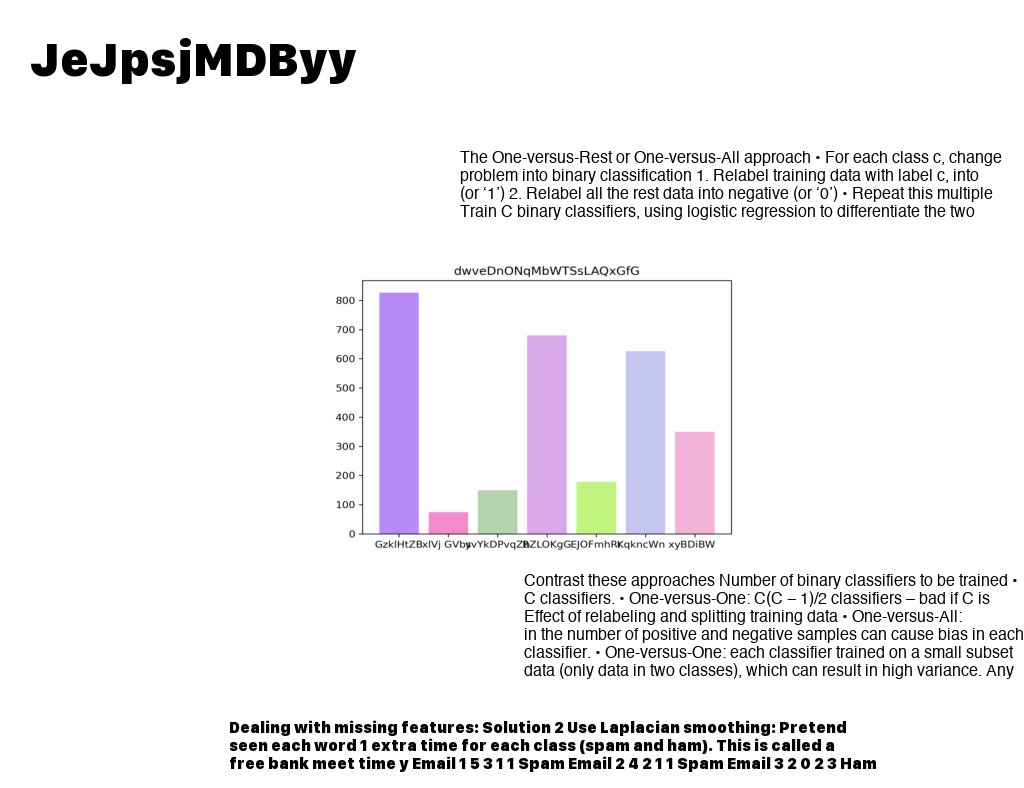 JeJpsjMDByy
The One-versus-Rest or One-versus-All approach • For each class c, change
problem into binary classification 1. Relabel training data with label c, into
(or ‘1’) 2. Relabel all the rest data into negative (or ‘0’) • Repeat this multiple
Train C binary classifiers, using logistic regression to differentiate the two
dwveDnONqMbWTSsLAQxGfG
800
700
600
500
400
300
200
100
0
xyBDiBW
Contrast these approaches Number of binary classifiers to be trained •
C classifiers. • One-versus-One: C(C – 1)/2 classifiers – bad if C is
Effect of relabeling and splitting training data • One-versus-All:
in the number of positive and negative samples can cause bias in each
classifier. • One-versus-One: each classifier trained on a small subset
data (only data in two classes), which can result in high variance. Any
Dealing with missing features: Solution 2 Use Laplacian smoothing: Pretend
seen each word 1 extra time for each class (spam and ham). This is called a
free bank meet time y Email 1 5 3 1 1 Spam Email 2 4 2 1 1 Spam Email 3 2 0 2 3 Ham